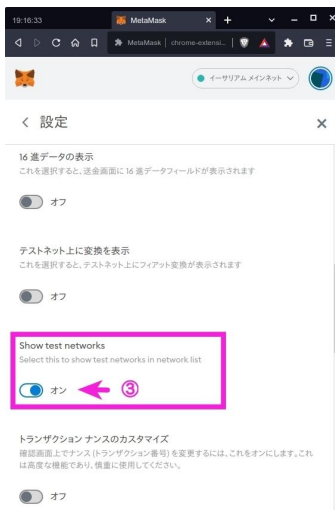 19:16:33
MetaMask
MetaMask chrome-extensi...
イーサリアム メインネット
設定
16 進データの表示
これを選択すると、送金画面に 16 進データフィールドが表示されます
オフ
テストネット上に変換を表示
これを選択すると、テストネット上にフィアット変換が表示されます
オフ
Show test networks
Select this to show test networks in network list
オン ③
トランザクション ナンスのカスタマイズ
確認画面上でナンス (トランザクション番号) を変更するには、これをオンにします。これ
は高度な機能であり、慎重に使用してください。
オフ